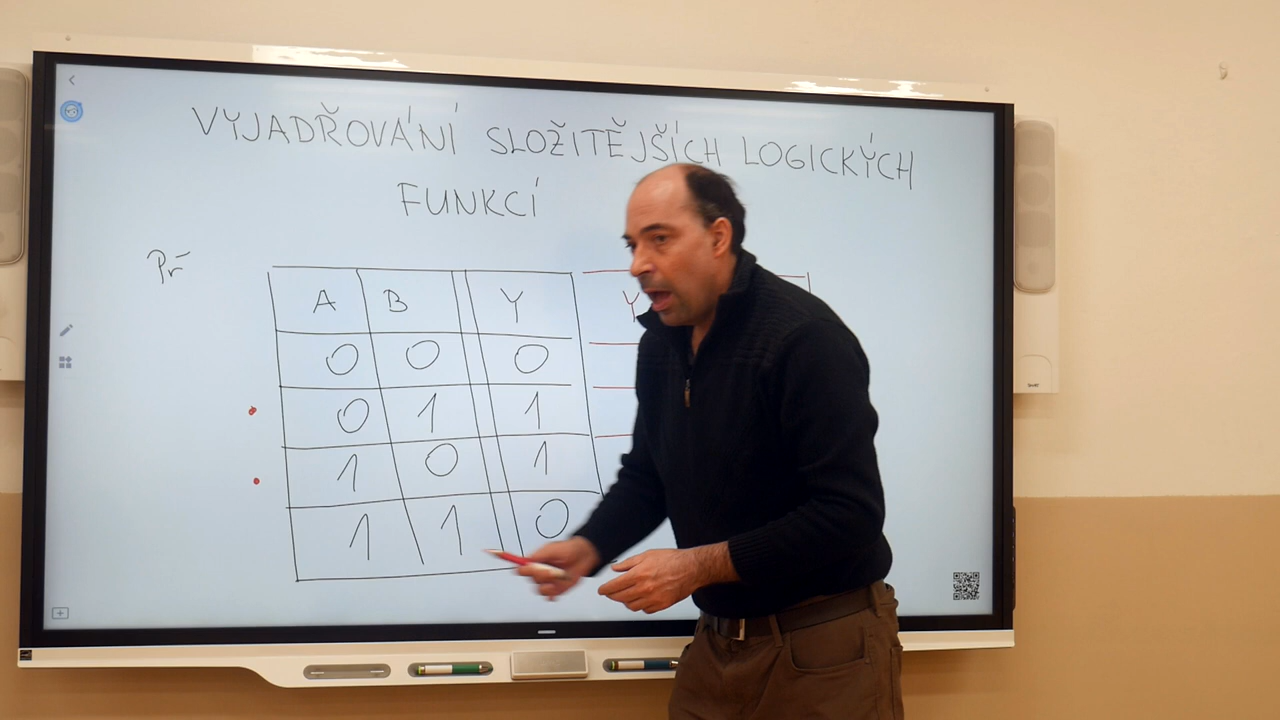 VYJADŘOVÁNÍ SLOŽITĚJŠÍCH LOGICKÝCH
FUNKCÍ
Př
A B Y Y
0 0 0
0 1 1
1 0 1
1 1 0